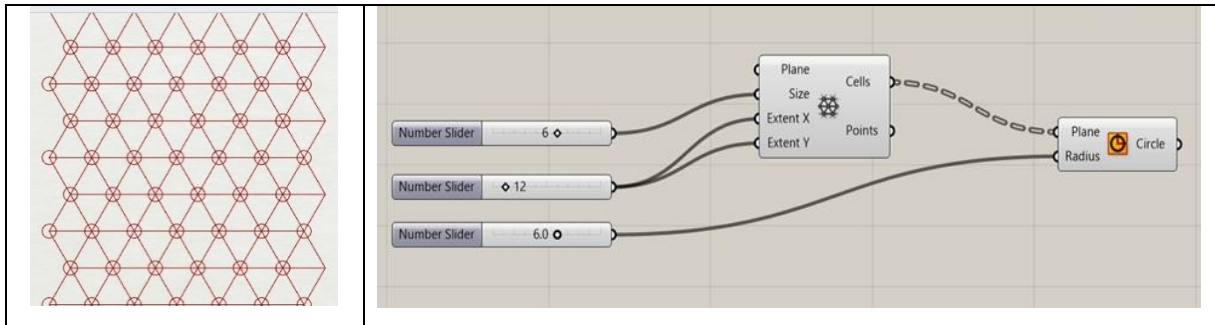 Plane
Size
Extent X
Extent Y
Cells
Points
Number Slider 6
Number Slider 12
Number Slider 6.0
Plane
Radius
Circle